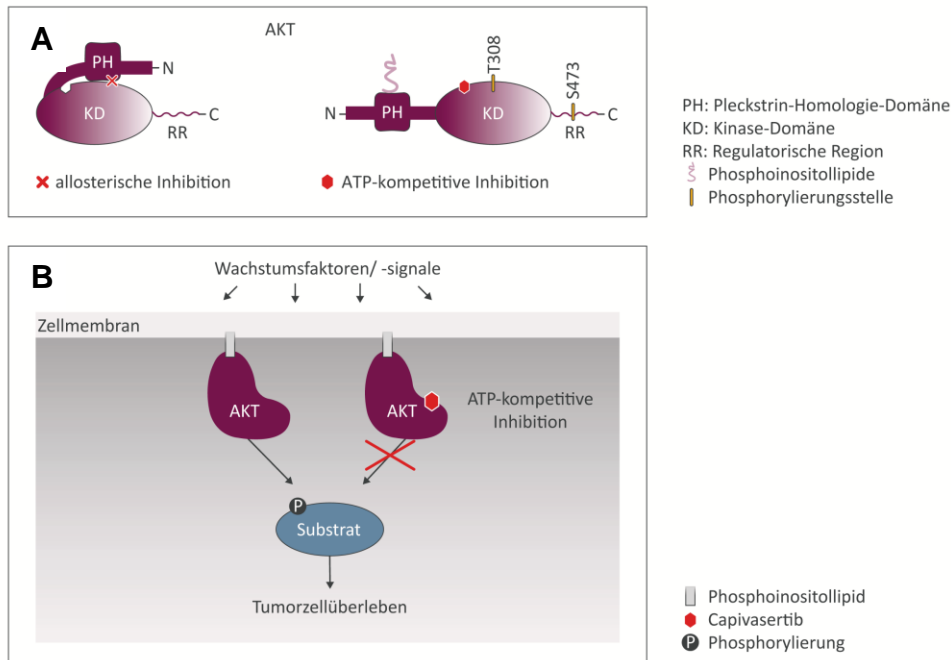 A
AKT
PH
N
KD
C
RR
N
PH
KD
T308
S473
RR
C
allosterische Inhibition
ATP-kompetitive Inhibition
PH: Pleckstrin-Homologie-Domäne
KD: Kinase-Domäne
RR: Regulatorische Region
Phosphoinositollipide
Phosphorylierungsstelle
B
Wachstumsfaktoren/ -signale
Zellmembran
AKT
AKT
ATP-kompetitive
Inhibition
P
Substrat
Tumorzellüberleben
Phosphoinositollipid
Capivasertib
P Phosphorylierung